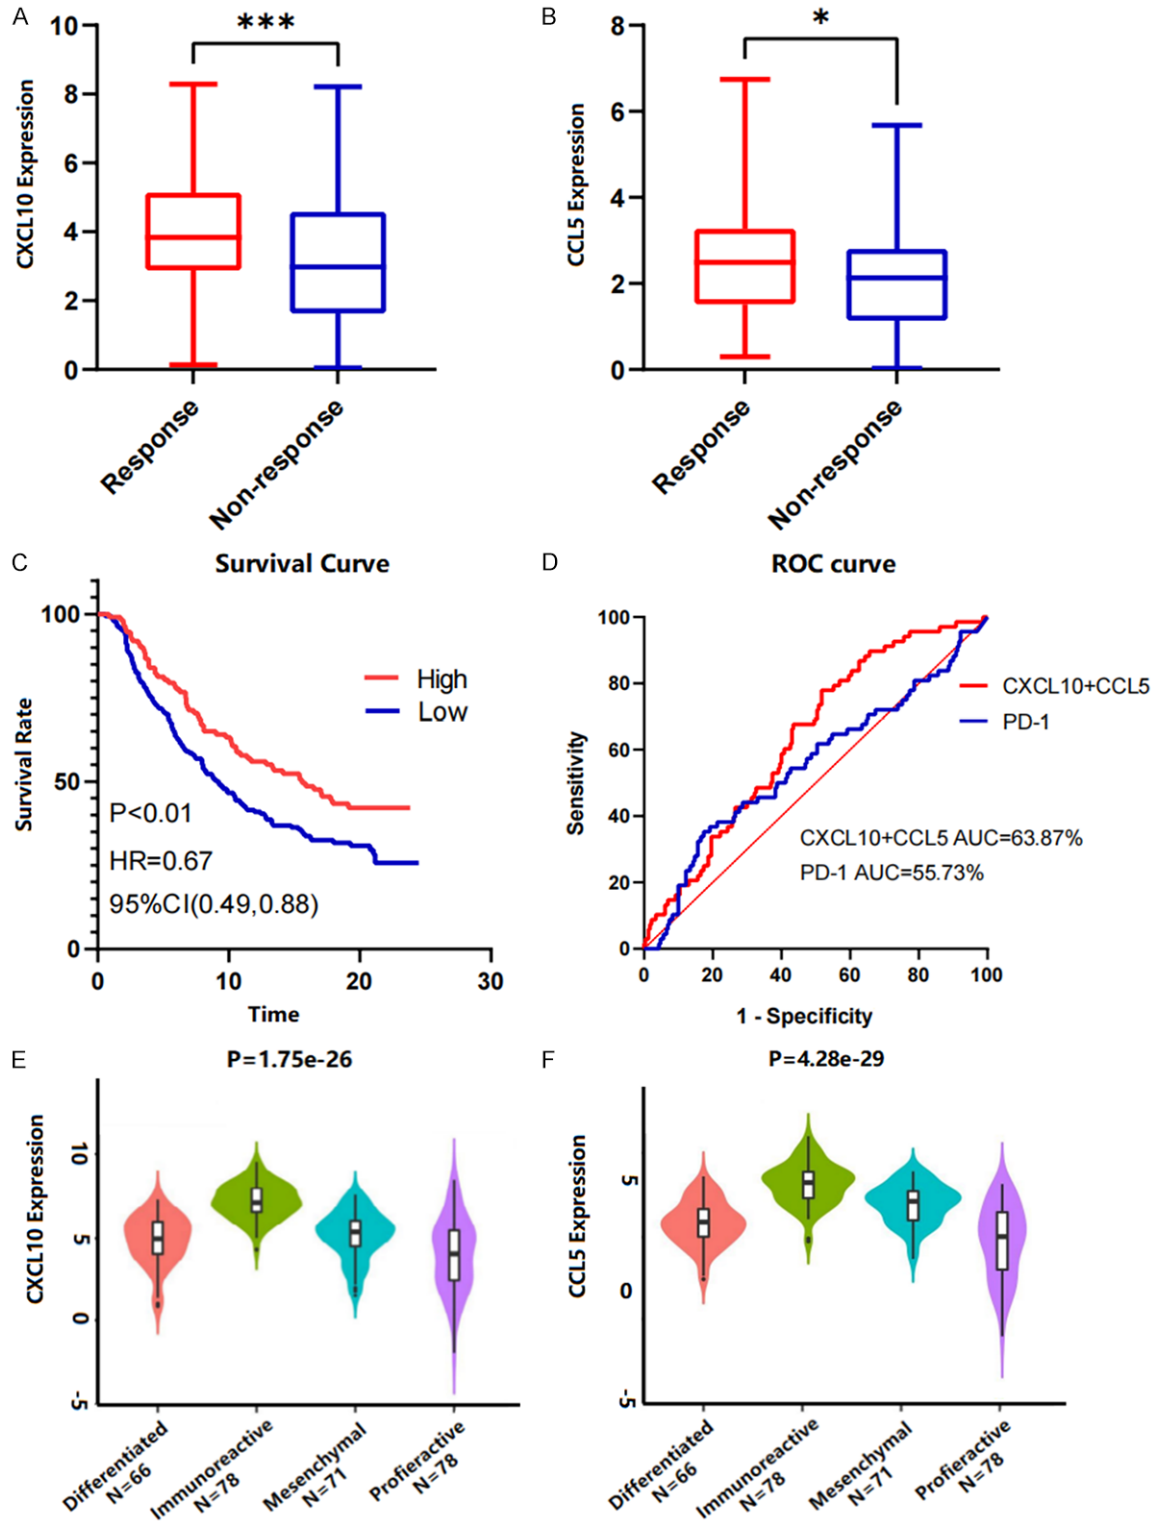 A
CXCL10 Expression
10
8
6
4
2
0
***
Response
Non-response
B
CCL5 Expression
8
6
4
2
0
*
Response
Non-response
C
Survival Curve
Survival Rate
100
50
0
High
Low
P<0.01
HR=0.67
95%CI(0.49,0.88)
0 10 20 30
Time
D
ROC curve
Sensitivity
100
80
60
40
20
0
CXCL10+CCL5
PD-1
CXCL10+CCL5 AUC=63.87%
PD-1 AUC=55.73%
0 20 40 60 80 100
1 - Specificity
E
P=1.75e-26
CXCL10 Expression
10
5
0
-5
Differentiated
N=66
Immunoreactive
N=78
Mesenchymal
N=71
Profieractive
N=78
F
P=4.28e-29
CCL5 Expression
5
0
-5
Differentiated
N=66
Immunoreactive
N=78
Mesenchymal
N=71
Profieractive
N=78